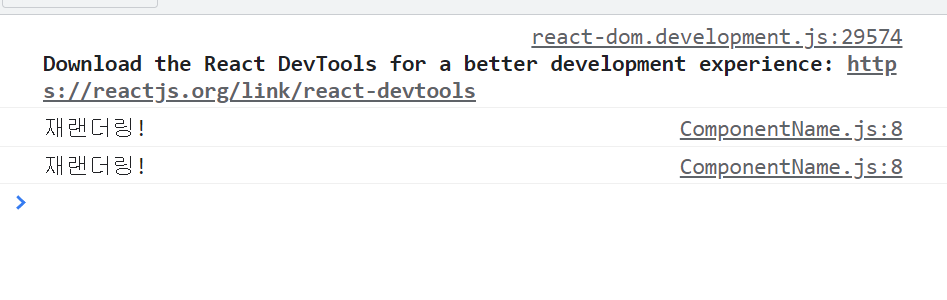 react-dom.development.js:29574
Download the React DevTools for a better development experience: http
s://reactjs.org/link/react-devtools
재랜더링! ComponentName.js:8
재랜더링! ComponentName.js:8